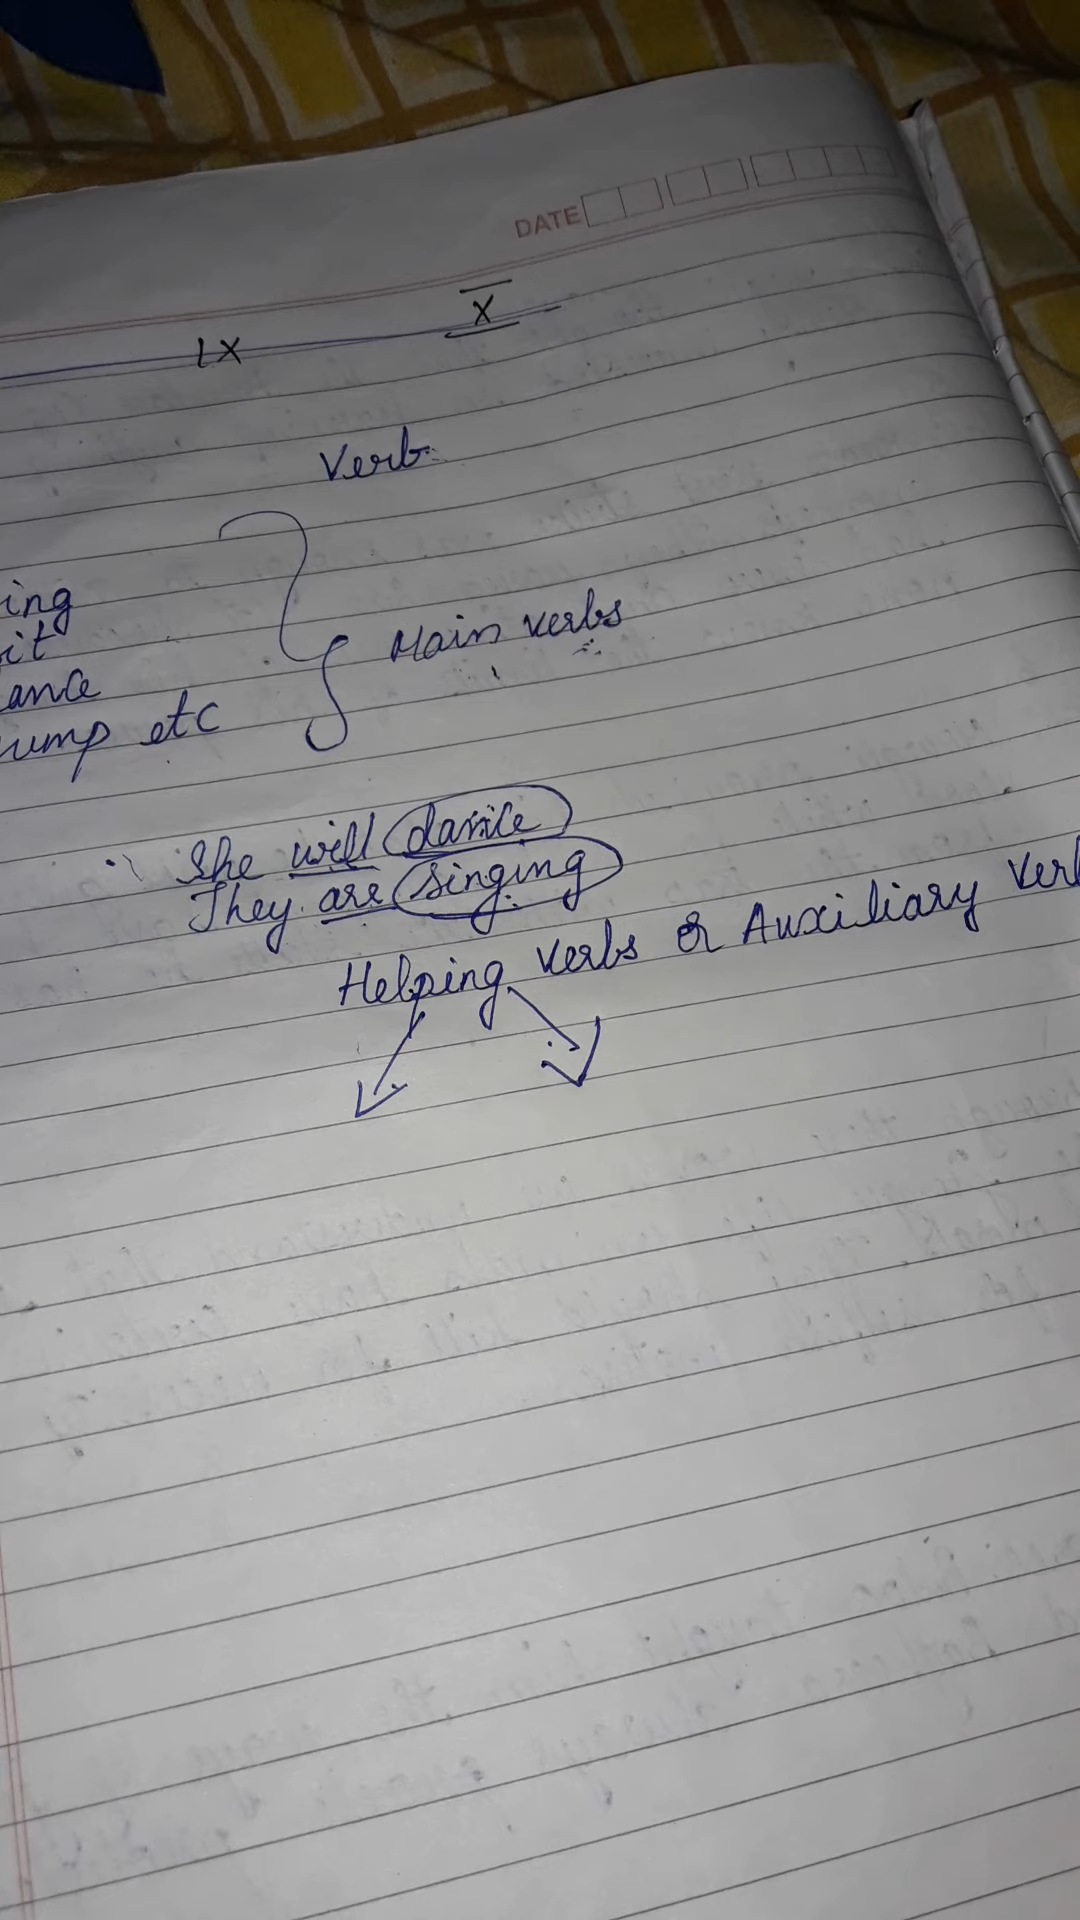 DATE
IX X
Verb
ing
it
ance
ump etc
Main verbs
She will dance
They are singing
Helping verbs or Auxiliary Verb